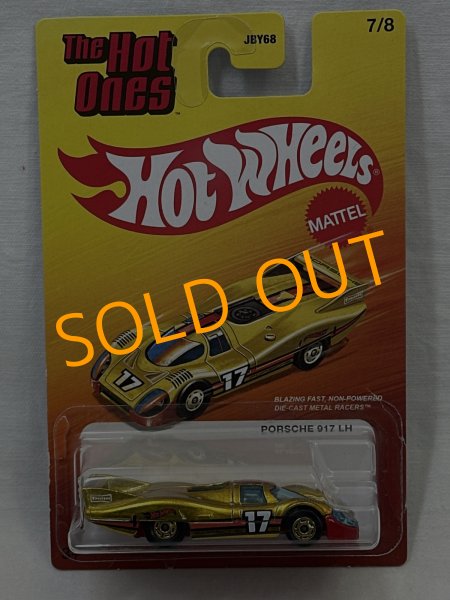 The Hot
Ones™
JBY68
7/8
Hot Wheels®
MATTEL
SOLD OUT
17
17
BLAZING FAST, NON-POWERED
DIE-CAST METAL RACERS™
PORSCHE 917 LH
17